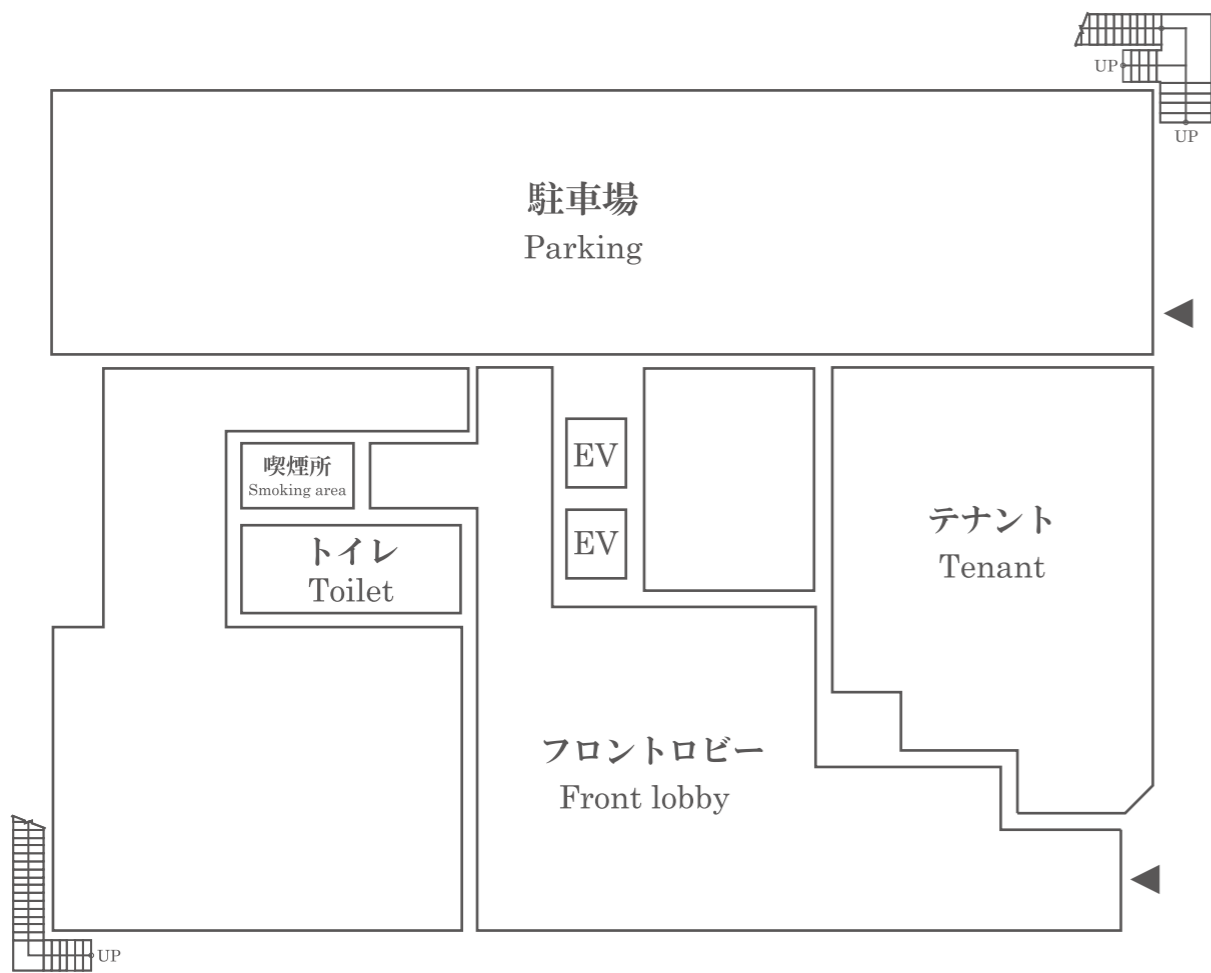 UP
UP
駐車場
Parking
喫煙所
Smoking area
EV
トイレ
Toilet
EV
テナント
Tenant
フロントロビー
Front lobby
UP